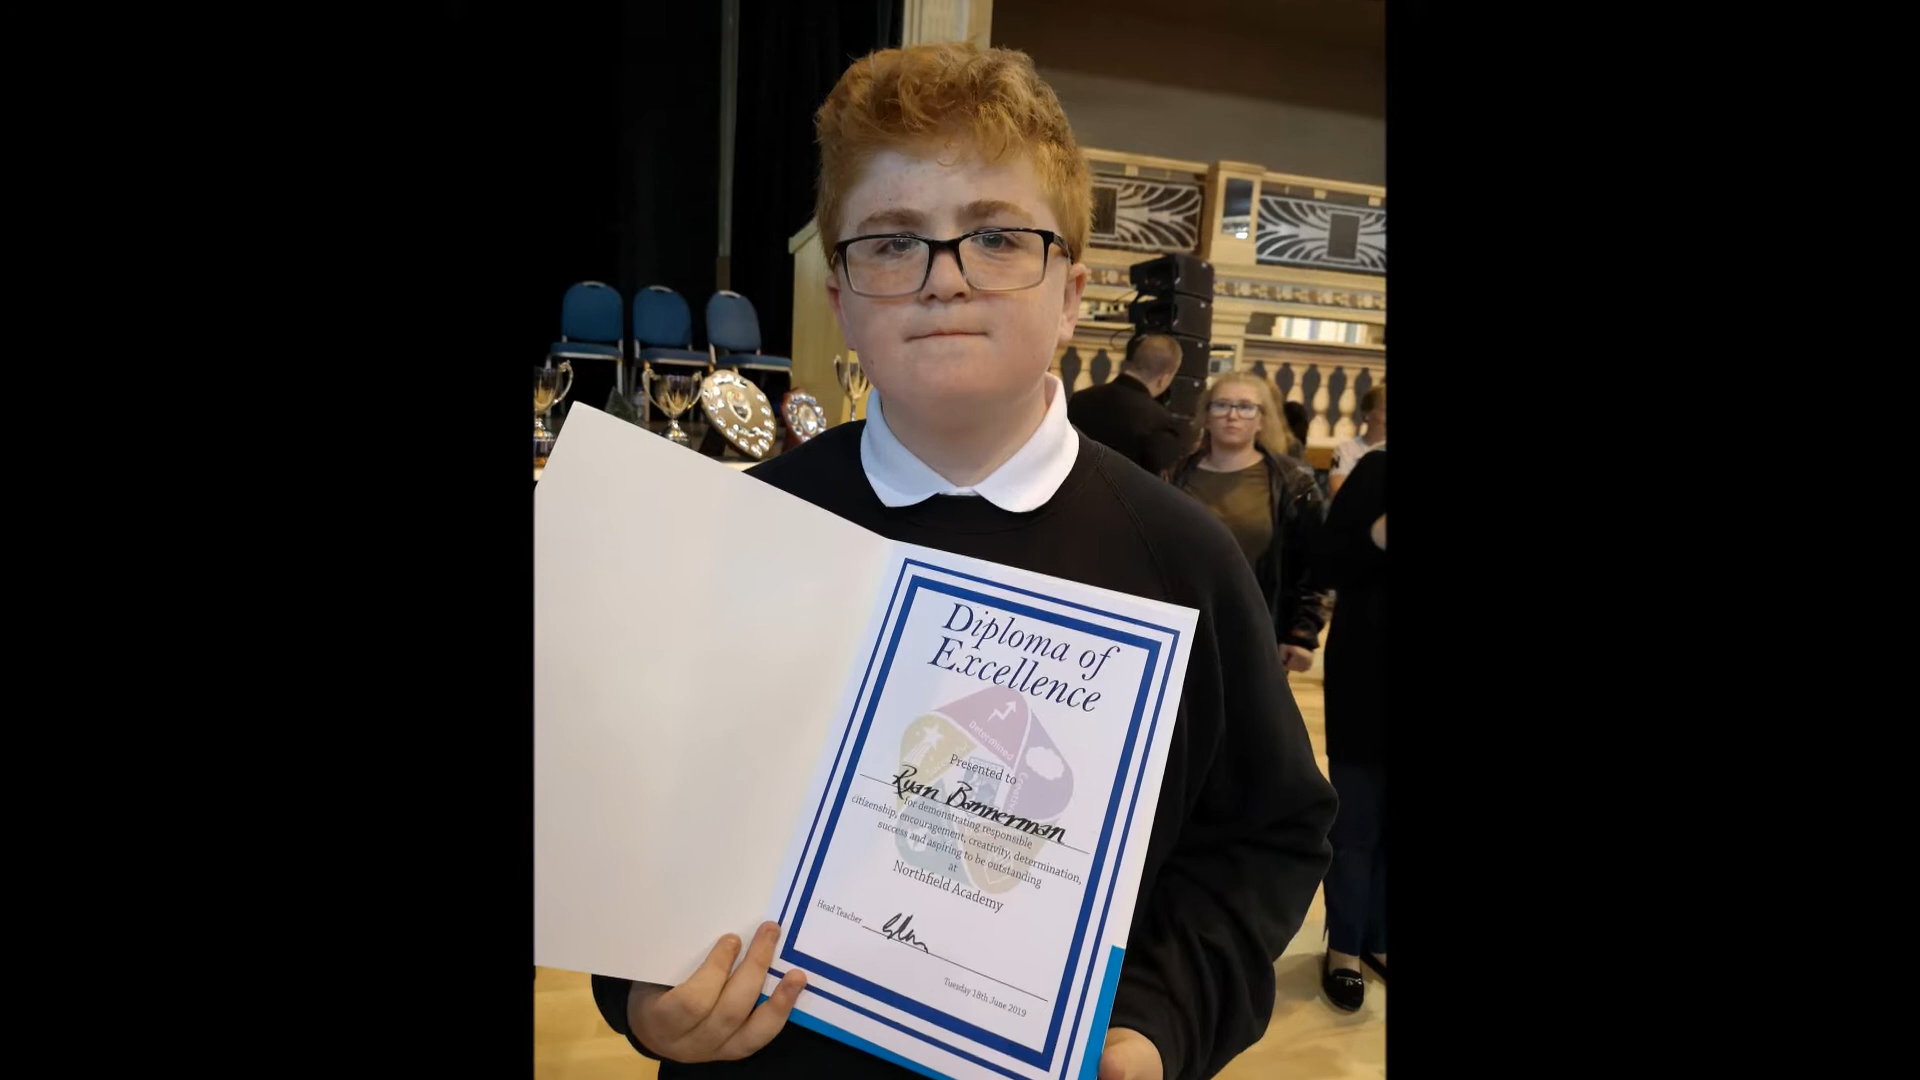 Diploma of
Excellence
Determined
Presented to
Ryan Bannerman
for demonstrating responsible
citizenship, encouragement, creativity, determination,
success and aspiring to be outstanding
at
Northfield Academy
Head Teacher
Tuesday 18th June 2019